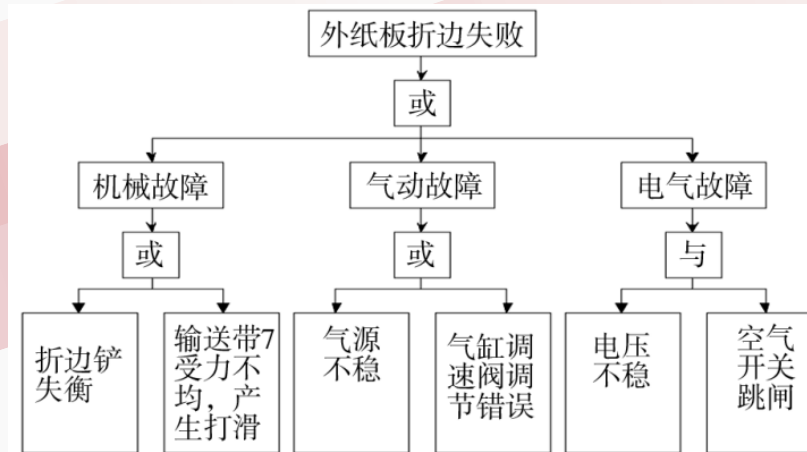 外纸板折边失败
或
机械故障
气动故障
电气故障
或
或
与
折边铲
失衡
输送带7
受力不
均，产
生打滑
气源
不稳
气缸调
速阀调
节错误
电压
不稳
空气
开关
跳闸